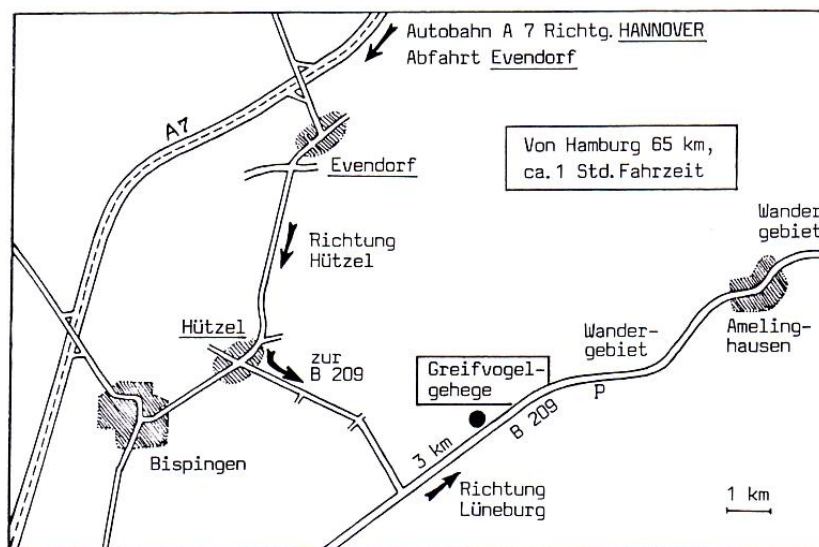 Autobahn A 7 Richtg. HANNOVER
Abfahrt Evendorf
A7
Von Hamburg 65 km,
ca. 1 Std. Fahrzeit
Evendorf
Wander-
gebiet
Richtung
Hützel
Hützel
zur
B 209
Wander-
gebiet
Ameling-
hausen
Greifvogel-
gehege
P
B 209
3 km
Bispingen
Richtung
Lüneburg
1 km